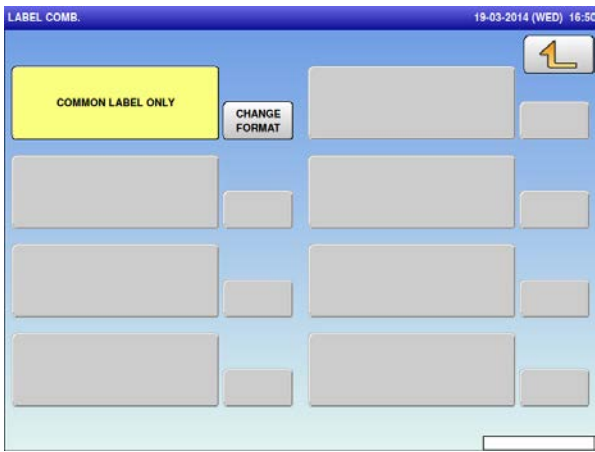 LABEL COMB.
19-03-2014 (WED) 16:50
COMMON LABEL ONLY
CHANGE
FORMAT